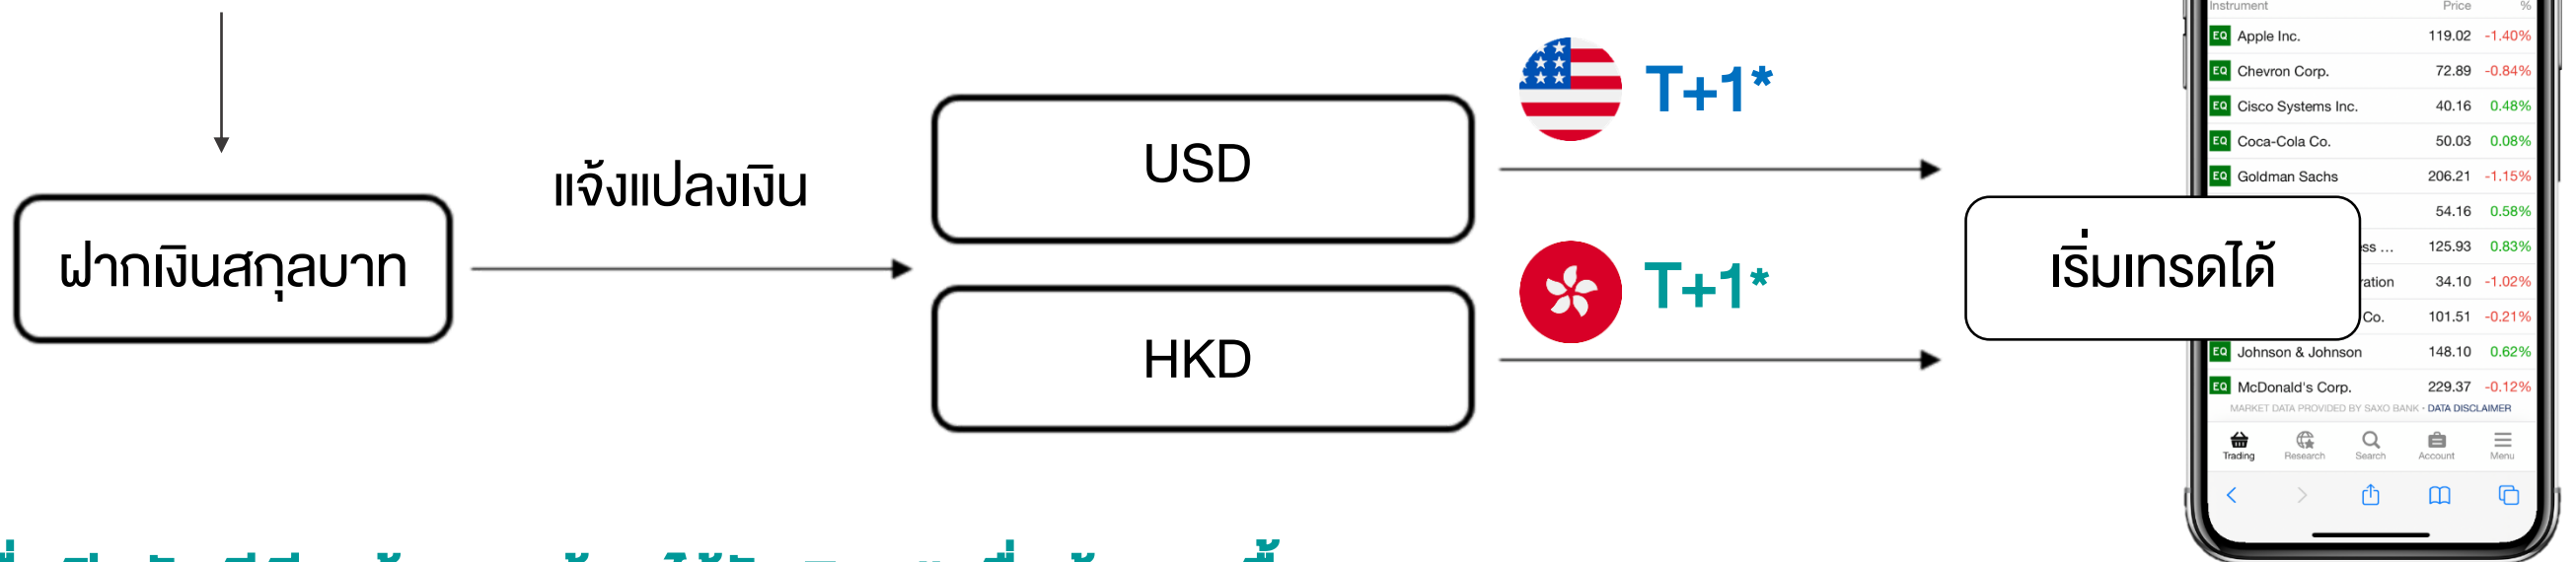 Instrument Price %
EQ Apple Inc. 119.02 -1.40%
EQ Chevron Corp. 72.89 -0.84%
EQ Cisco Systems Inc. 40.16 0.48%
EQ Coca-Cola Co. 50.03 0.08%
EQ Goldman Sachs 206.21 -1.15%
54.16 0.58%
ss ... 125.93 0.83%
ration 34.10 -1.02%
Co. 101.51 -0.21%
EQ Johnson & Johnson 148.10 0.62%
EQ McDonald's Corp. 229.37 -0.12%
MARKET DATA PROVIDED BY SAXO BANK - DATA DISCLAIMER
Trading Research Search Account Menu
ฝากเงินสกุลบาท
แจ้งแปลงเงิน
USD
T+1*
HKD
T+1*
เริ่มเทรดได้